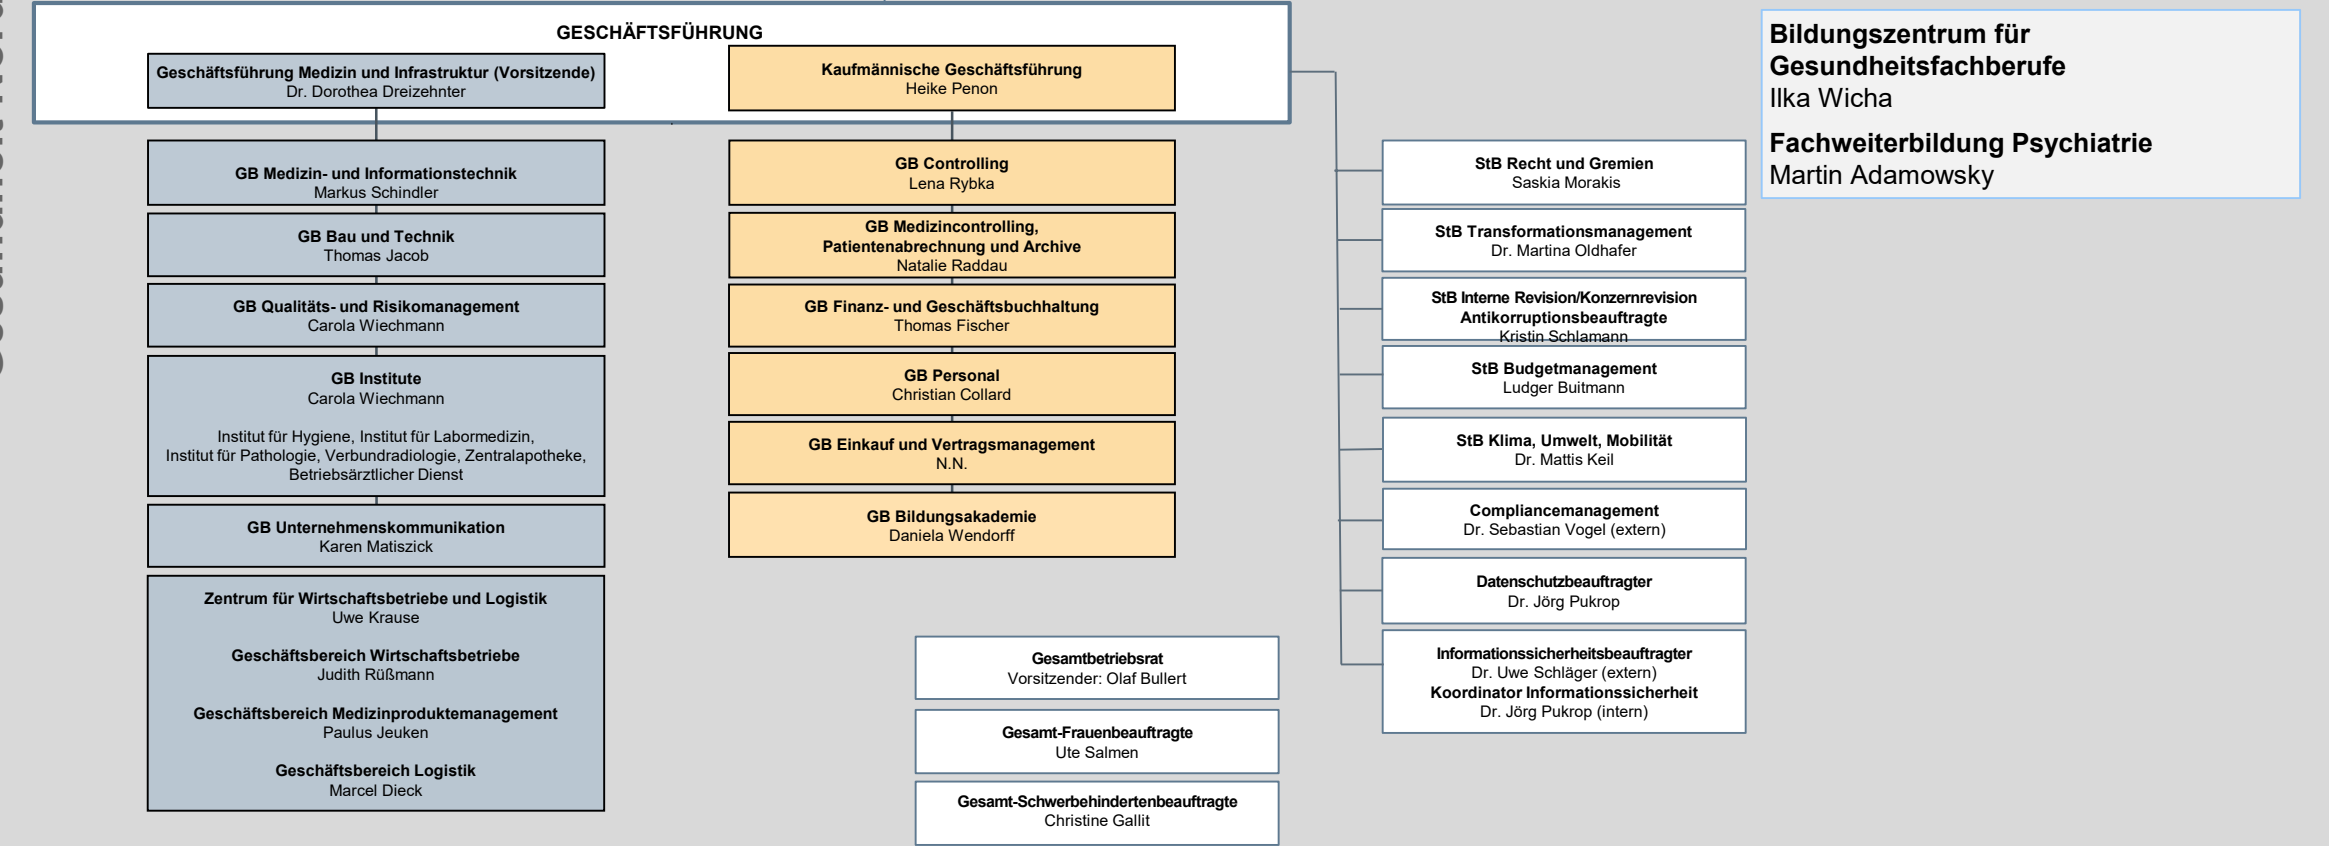 GESCHÄFTSFÜHRUNG
Geschäftsführung Medizin und Infrastruktur (Vorsitzende)
Dr. Dorothea Dreizehnter
Kaufmännische Geschäftsführung
Heike Penon
GB Medizin- und Informationstechnik
Markus Schindler
GB Bau und Technik
Thomas Jacob
GB Qualitäts- und Risikomanagement
Carola Wiechmann
GB Institute
Carola Wiechmann
Institut für Hygiene, Institut für Labormedizin,
Institut für Pathologie, Verbundradiologie, Zentralapotheke,
Betriebsärztlicher Dienst
GB Unternehmenskommunikation
Karen Matiszick
Zentrum für Wirtschaftsbetriebe und Logistik
Uwe Krause
Geschäftsbereich Wirtschaftsbetriebe
Judith Rüßmann
Geschäftsbereich Medizinproduktemanagement
Paulus Jeuken
Geschäftsbereich Logistik
Marcel Dieck
GB Controlling
Lena Rybka
GB Medizincontrolling,
Patientenabrechnung und Archive
Natalie Raddau
GB Finanz- und Geschäftsbuchhaltung
Thomas Fischer
GB Personal
Christian Collard
GB Einkauf und Vertragsmanagement
N.N.
GB Bildungsakademie
Daniela Wendorff
Gesamtbetriebsrat
Vorsitzender: Olaf Bullert
Gesamt-Frauenbeauftragte
Ute Salmen
Gesamt-Schwerbehindertenbeauftragte
Christine Gallit
StB Recht und Gremien
Saskia Morakis
StB Transformationsmanagement
Dr. Martina Oldhafer
StB Interne Revision/Konzernrevision
Antikorruptionsbeauftragte
Kristin Schlamann
StB Budgetmanagement
Ludger Buitmann
StB Klima, Umwelt, Mobilität
Dr. Mattis Keil
Compliancemanagement
Dr. Sebastian Vogel (extern)
Datenschutzbeauftragter
Dr. Jörg Pukrop
Informationssicherheitsbeauftragter
Dr. Uwe Schläger (extern)
Koordinator Informationssicherheit
Dr. Jörg Pukrop (intern)
Bildungszentrum für
Gesundheitsfachberufe
Ilka Wicha
Fachweiterbildung Psychiatrie
Martin Adamowsky